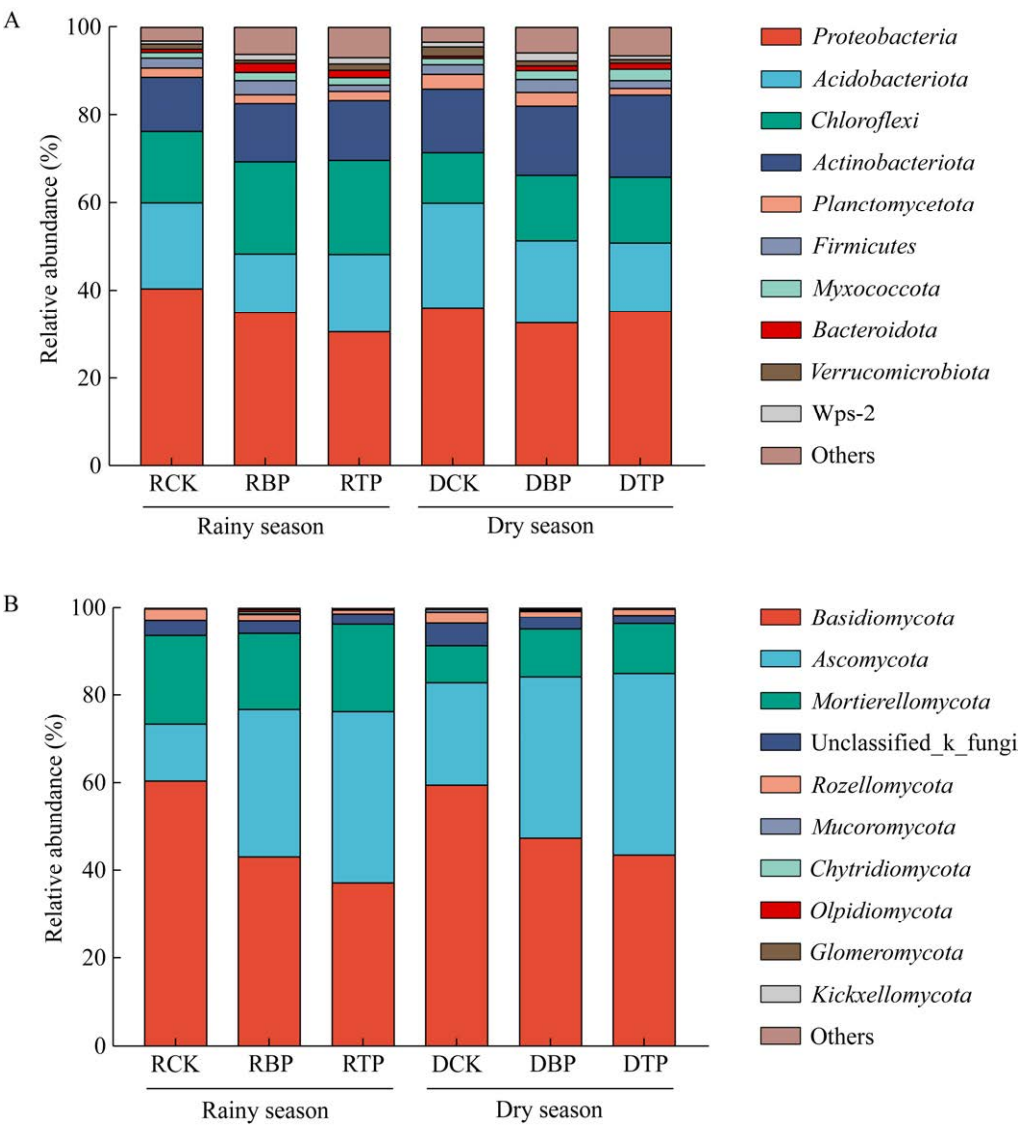 A
Relative abundance (%)
100
80
60
40
20
0
RCK RBP RTP DCK DBP DTP
Rainy season Dry season
Proteobacteria
Acidobacteriota
Chloroflexi
Actinobacteriota
Planctomycetota
Firmicutes
Myxococcota
Bacteroidota
Verrucomicrobiota
Wps-2
Others
B
Relative abundance (%)
100
80
60
40
20
0
RCK RBP RTP DCK DBP DTP
Rainy season Dry season
Basidiomycota
Ascomycota
Mortierellomycota
Unclassified_k_fungi
Rozellomycota
Mucoromycota
Chytridiomycota
Olpidiomycota
Glomeromycota
Kickxellomycota
Others